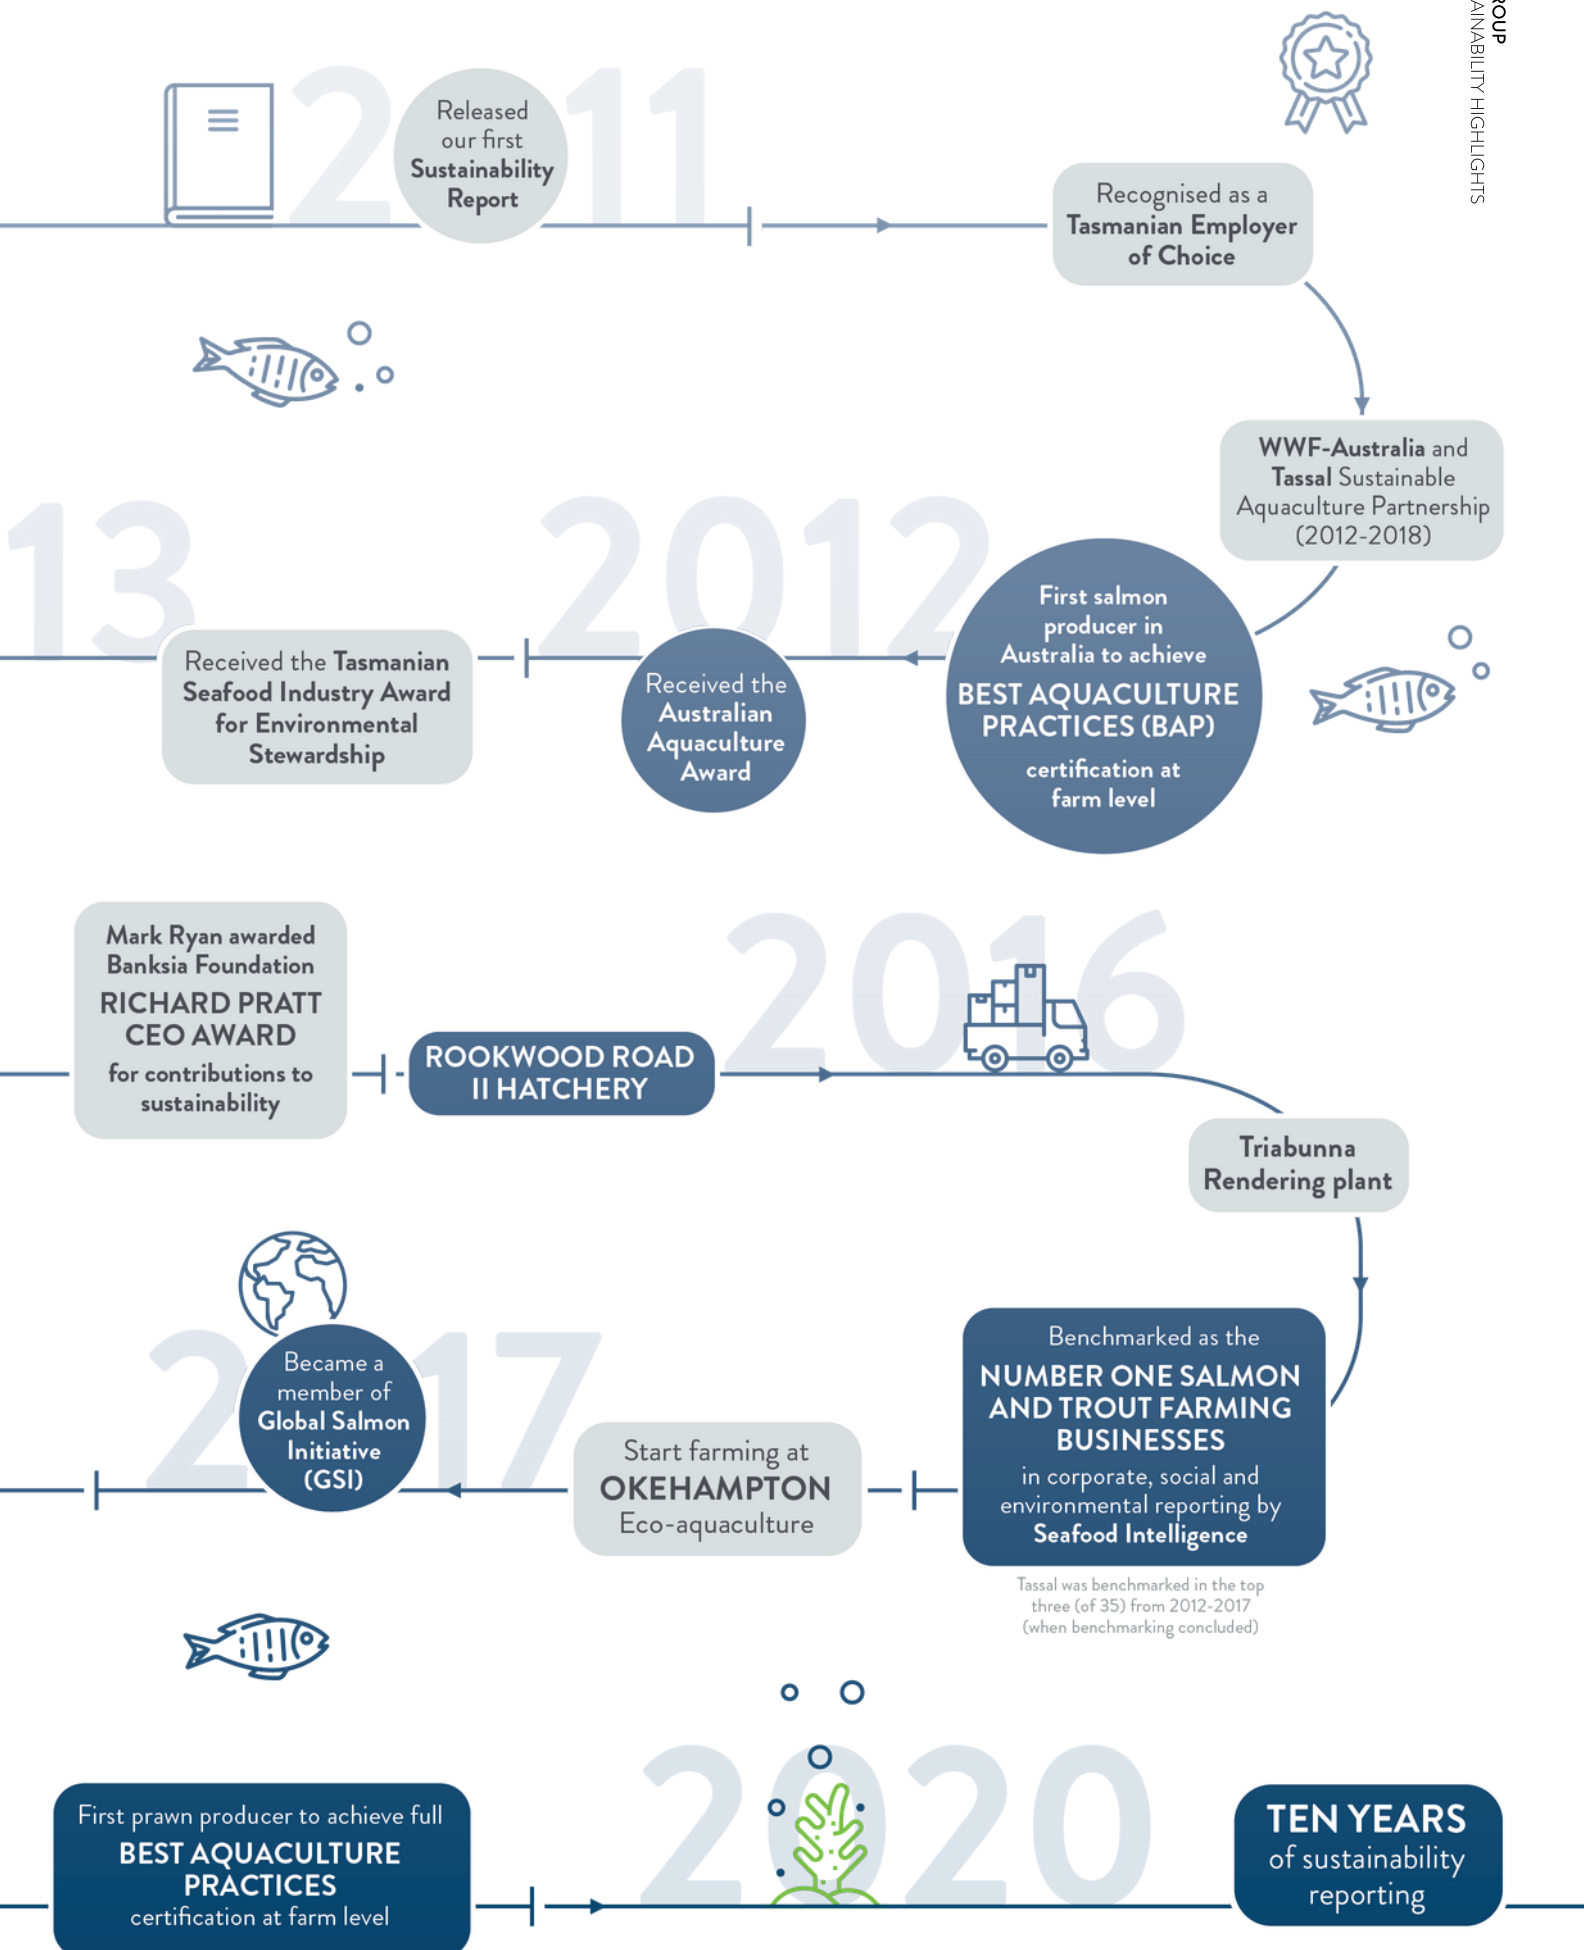 ROUP
AINABILITY HIGHLIGHTS
2011
Released
our first
Sustainability
Report
Recognised as a
Tasmanian Employer
of Choice
WWF-Australia and
Tassal Sustainable
Aquaculture Partnership
(2012-2018)
First salmon
producer in
Australia to achieve
BEST AQUACULTURE
PRACTICES (BAP)
certification at
farm level
2012
Received the
Australian
Aquaculture
Award
13
Received the Tasmanian
Seafood Industry Award
for Environmental
Stewardship
Mark Ryan awarded
Banksia Foundation
RICHARD PRATT
CEO AWARD
for contributions to
sustainability
ROOKWOOD ROAD
II HATCHERY
2016
Triabunna
Rendering plant
Benchmarked as the
NUMBER ONE SALMON
AND TROUT FARMING
BUSINESSES
in corporate, social and
environmental reporting by
Seafood Intelligence
Tassal was benchmarked in the top
three (of 35) from 2012-2017
(when benchmarking concluded)
Start farming at
OKEHAMPTON
Eco-aquaculture
2017
Became a
member of
Global Salmon
Initiative
(GSI)
First prawn producer to achieve full
BEST AQUACULTURE
PRACTICES
certification at farm level
2020
TEN YEARS
of sustainability
reporting